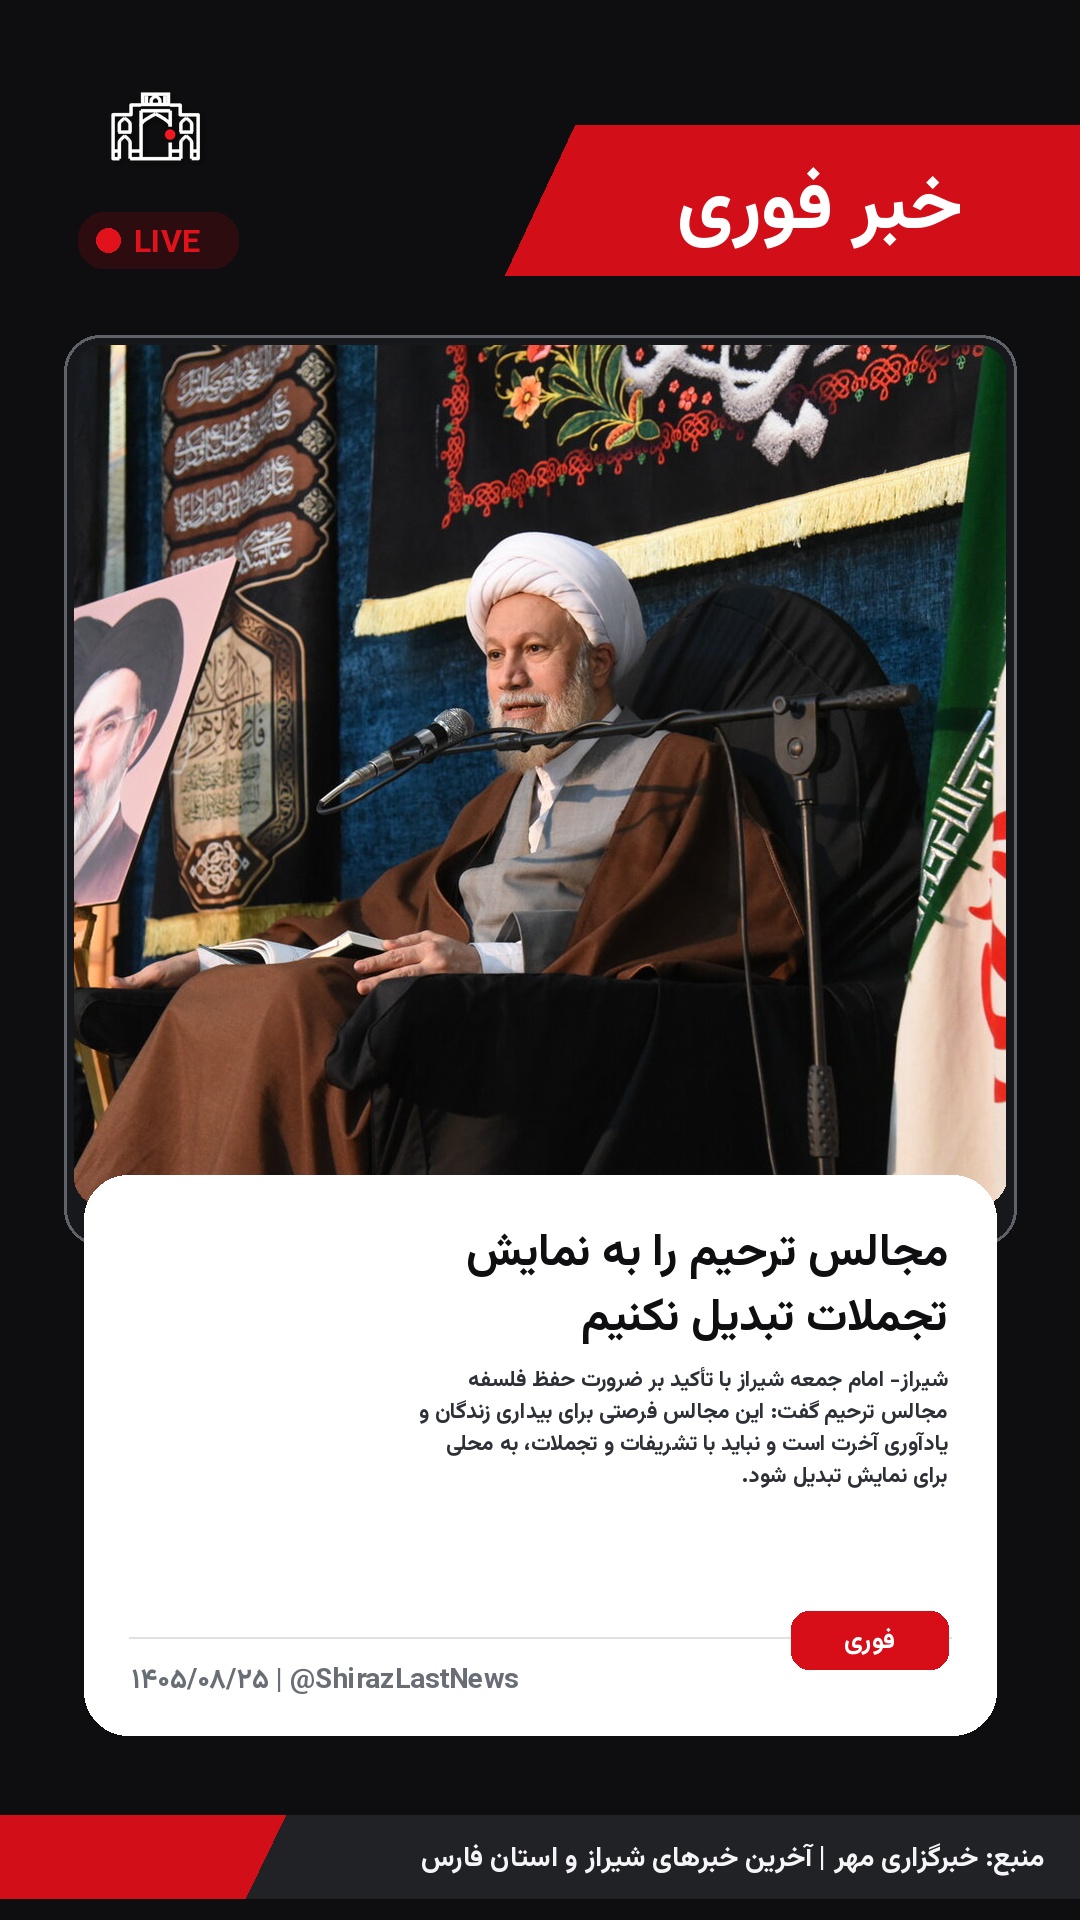 خبر فوری
LIVE
مجالس ترحیم را به نمایش
تجملات تبدیل نکنیم
شیراز- امام جمعه شیراز با تأکید بر ضرورت حفظ فلسفه
مجالس ترحیم گفت: این مجالس فرصتی برای بیداری زندگان و
یادآوری آخرت است و نباید با تشریفات و تجملات، به محلی
برای نمایش تبدیل شود.
فوری
۱۴۰۵/۰۸/۲۵ | @ShirazLastNews
منبع: خبرگزاری مهر | آخرین خبرهای شیراز و استان فارس